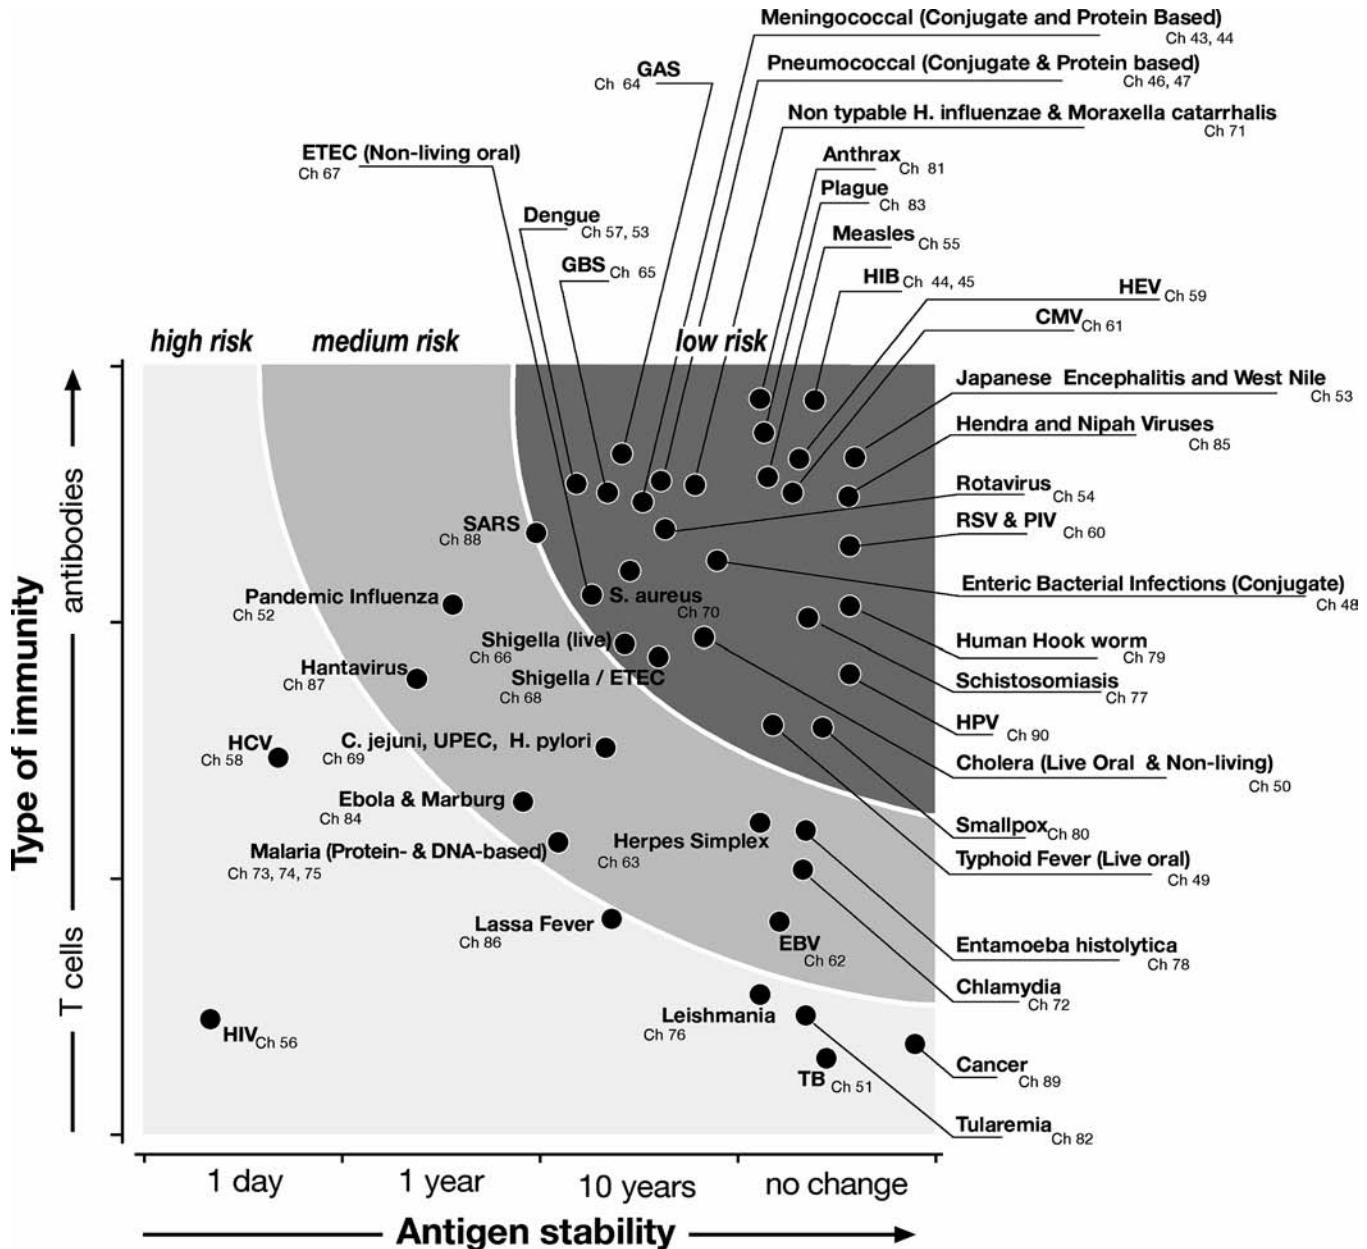 Meningococcal (Conjugate and Protein Based)
Ch 43, 44
GAS
Ch 64
Pneumococcal (Conjugate & Protein based)
Ch 46, 47
Non typable H. influenzae & Moraxella catarrhalis
Ch 71
ETEC (Non-living oral)
Ch 67
Anthrax
Ch 81
Plague
Ch 83
Dengue
Ch 57, 53
Measles
Ch 55
GBS
Ch 65
HIB
Ch 44, 45
HEV
Ch 59
CMV
Ch 61
high risk
medium risk
low risk
Japanese Encephalitis and West Nile
Ch 53
Hendra and Nipah Viruses
Ch 85
Rotavirus
Ch 54
SARS
Ch 88
RSV & PIV
Ch 60
Pandemic Influenza
Ch 52
S. aureus
Ch 70
Enteric Bacterial Infections (Conjugate)
Ch 48
Shigella (live)
Ch 66
Human Hook worm
Ch 79
Hantavirus
Ch 87
Shigella / ETEC
Ch 68
Schistosomiasis
Ch 77
HPV
Ch 90
HCV
Ch 58
C. jejuni, UPEC, H. pylori
Ch 69
Cholera (Live Oral & Non-living)
Ch 50
Ebola & Marburg
Ch 84
Smallpox
Ch 80
Malaria (Protein- & DNA-based)
Ch 73, 74, 75
Herpes Simplex
Ch 63
Typhoid Fever (Live oral)
Ch 49
Lassa Fever
Ch 86
EBV
Ch 62
Entamoeba histolytica
Ch 78
Chlamydia
Ch 72
Leishmania
Ch 76
HIV
Ch 56
TB
Ch 51
Cancer
Ch 89
Tularemia
Ch 82
Type of immunity
antibodies
T cells
1 day
1 year
10 years
no change
Antigen stability